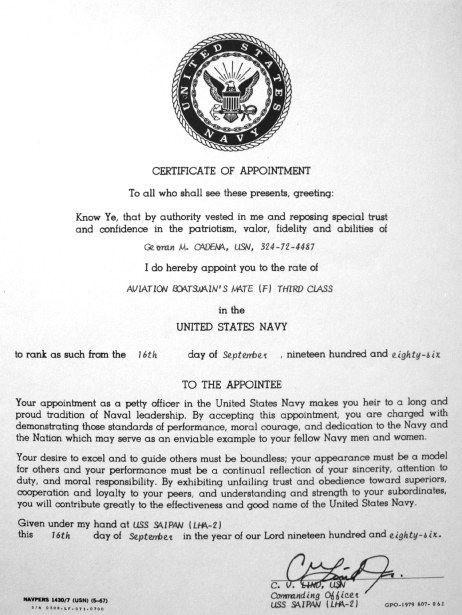 UNITED STATES
NAVY
CERTIFICATE OF APPOINTMENT
To all who shall see these presents, greeting:
Know Ye, that by authority vested in me and reposing special trust
and confidence in the patriotism, valor, fidelity and abilities of
German M. CADENA, USN, 324-72-4487
I do hereby appoint you to the rate of
AVIATION BOATSWAIN'S MATE (F) THIRD CLASS
in the
UNITED STATES NAVY
to rank as such from the 16th day of September , nineteen hundred and eighty-six
TO THE APPOINTEE
Your appointment as a petty officer in the United States Navy makes you heir to a long and
proud tradition of Naval leadership. By accepting this appointment, you are charged with
demonstrating those standards of performance, moral courage, and dedication to the Navy and
the Nation which may serve as an enviable example to your fellow Navy men and women.
Your desire to excel and to guide others must be boundless; your appearance must be a model
for others and your performance must be a continual reflection of your sincerity, attention to
duty, and moral responsibility. By exhibiting unfailing trust and obedience toward superiors,
cooperation and loyalty to your peers, and understanding and strength to your subordinates,
you will contribute greatly to the effectiveness and good name of the United States Navy.
Given under my hand at USS SAIPAN (LHA-2)
this 16th day of September in the year of our Lord nineteen hundred and eighty-six.
C. V. LIND, USN
Commanding Officer
USS SAIPAN (LHA-2)
NAVPERS 1430/7 (USN) (5-67)
S/N 0106-LF-071-0700
GPO-1979 607-862